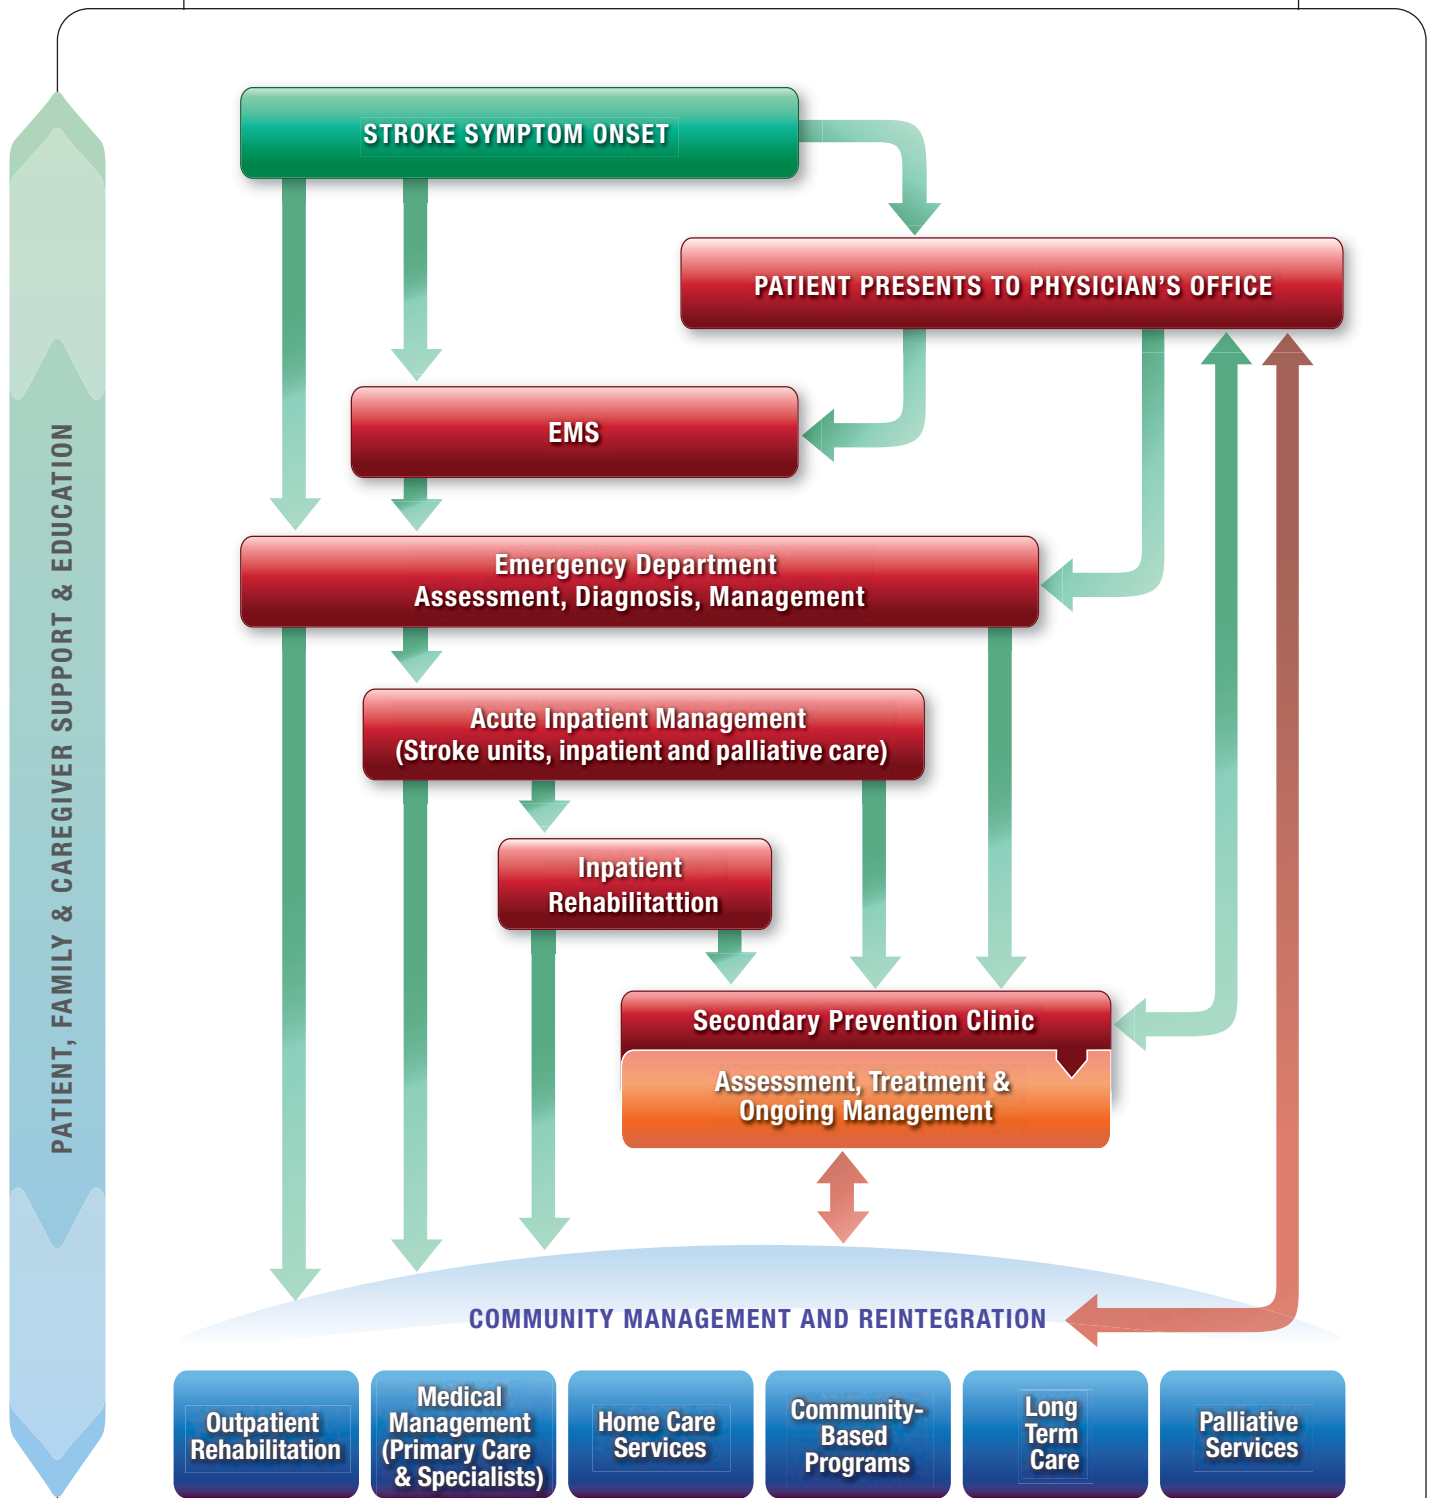 STROKE SYMPTOM ONSET
PATIENT PRESENTS TO PHYSICIAN'S OFFICE
EMS
Emergency Department
Assessment, Diagnosis, Management
Acute Inpatient Management
(Stroke units, inpatient and palliative care)
Inpatient
Rehabilitattion
Secondary Prevention Clinic
Assessment, Treatment &
Ongoing Management
COMMUNITY MANAGEMENT AND REINTEGRATION
Outpatient
Rehabilitation
Medical
Management
(Primary Care
& Specialists)
Home Care
Services
Community-
Based
Programs
Long
Term
Care
Palliative
Services
PATIENT, FAMILY & CAREGIVER SUPPORT & EDUCATION